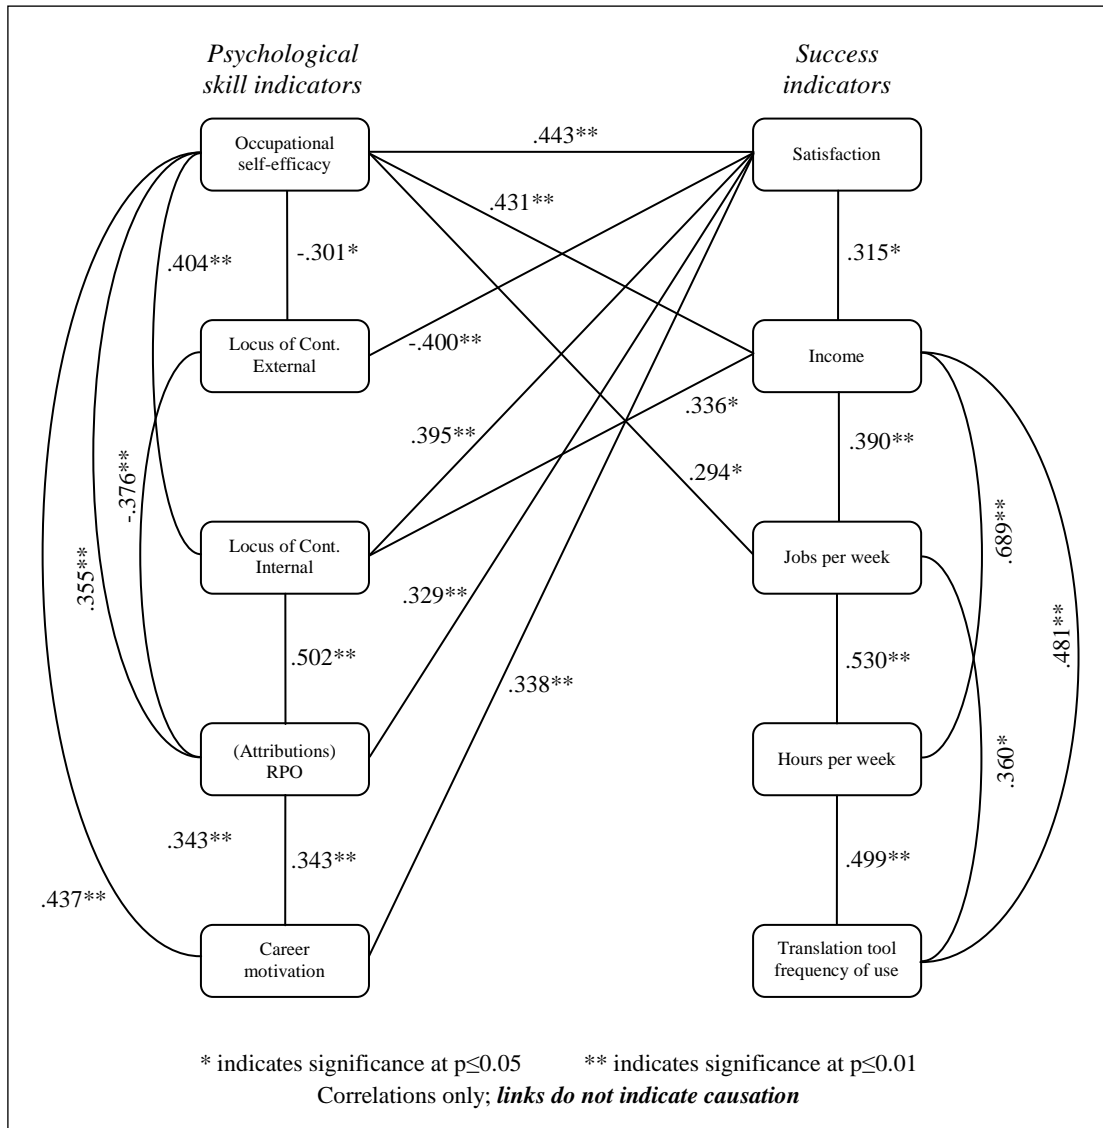 Psychological
skill indicators
Success
indicators
Occupational
self-efficacy
.443**
Satisfaction
.431**
.404**
-.301*
.315*
Locus of Cont.
External
-.400**
Income
.336*
.395**
.390**
-.376**
.294*
.689**
Locus of Cont.
Internal
Jobs per week
.355**
.329**
.481**
.502**
.530**
.338**
(Attributions)
RPO
Hours per week
.360*
.343**
.343**
.499**
.437**
Career
motivation
Translation tool
frequency of use
* indicates significance at p≤0.05 ** indicates significance at p≤0.01
Correlations only; links do not indicate causation